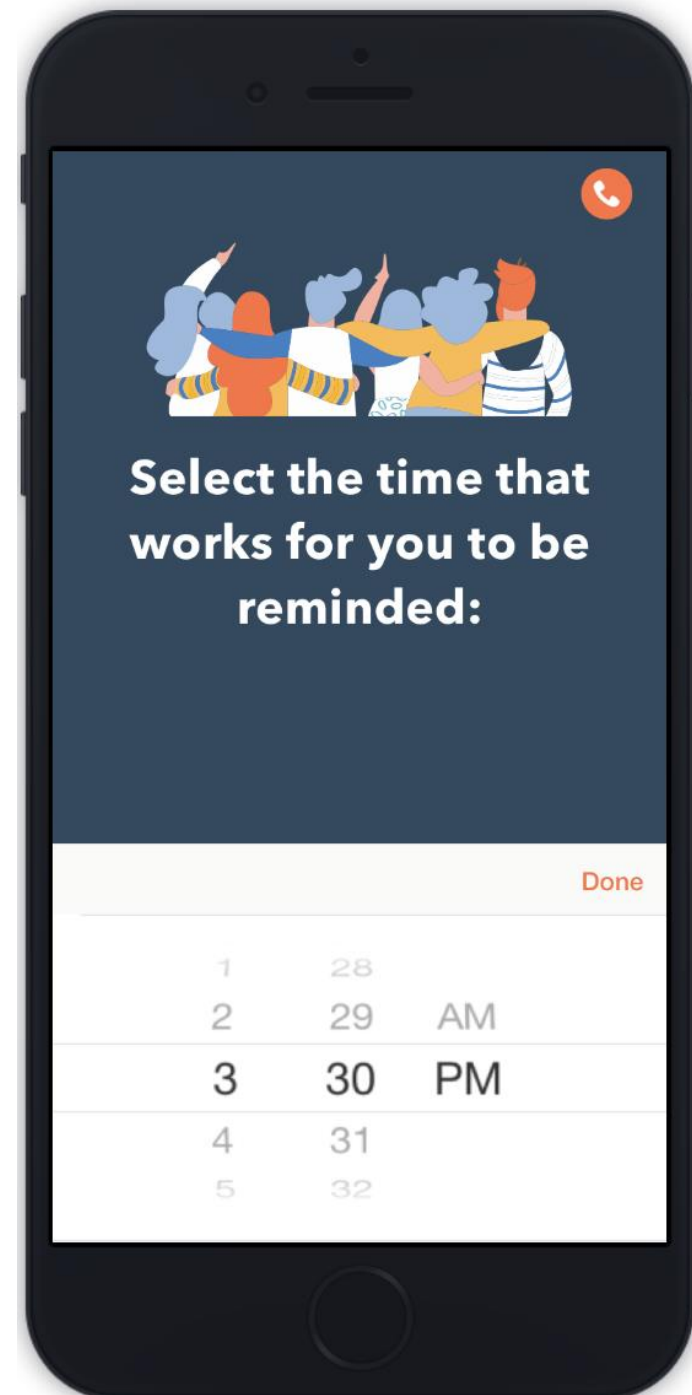 Select the time that
works for you to be
reminded:
Done
1 28
2 29 AM
3 30 PM
4 31
5 32